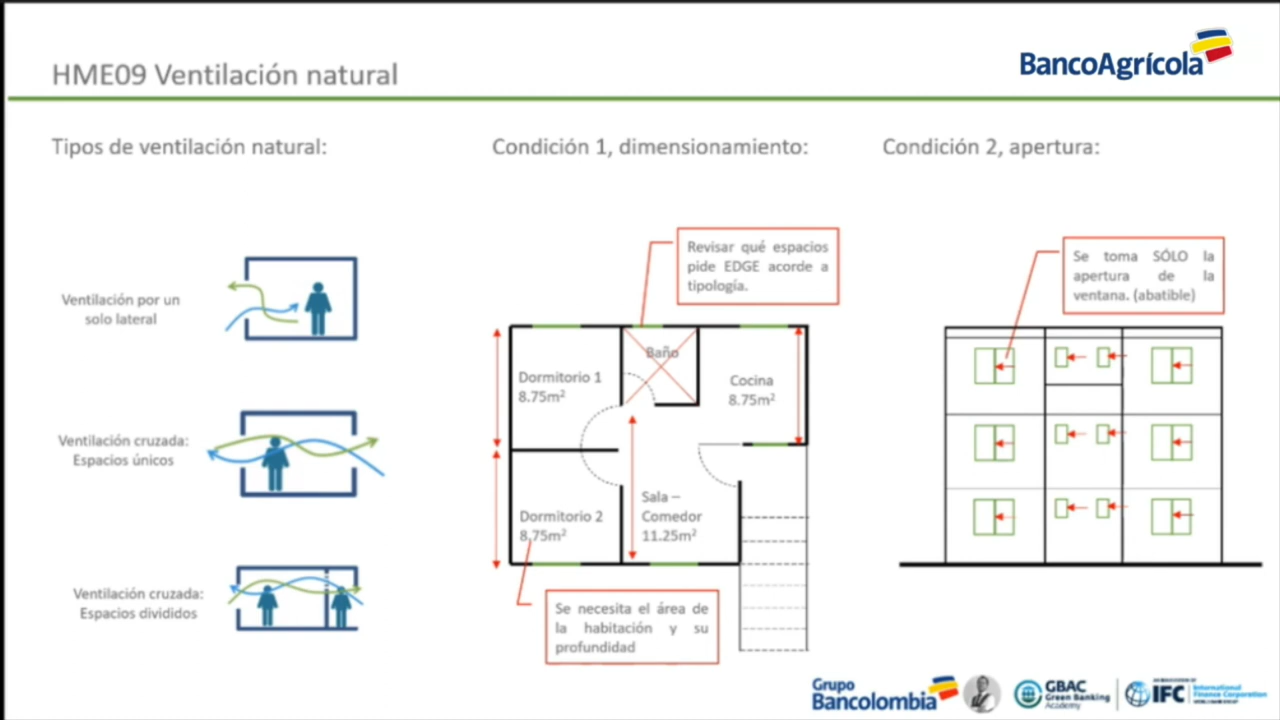 HME09 Ventilación natural
BancoAgrícola
Tipos de ventilación natural:
Condición 1, dimensionamiento:
Condición 2, apertura:
Ventilación por un
solo lateral
Ventilación cruzada:
Espacios únicos
Ventilación cruzada:
Espacios divididos
Revisar qué espacios
pide EDGE acorde a
tipología.
Baño
Dormitorio 1
8.75m²
Cocina
8.75m²
Sala –
Comedor
11.25m²
Dormitorio 2
8.75m²
Se necesita el área de
la habitación y su
profundidad
Se toma SÓLO la
apertura de la
ventana. (abatible)
Grupo
Bancolombia
GBAC
Green Banking
Academy
IFC
International
Finance Corporation